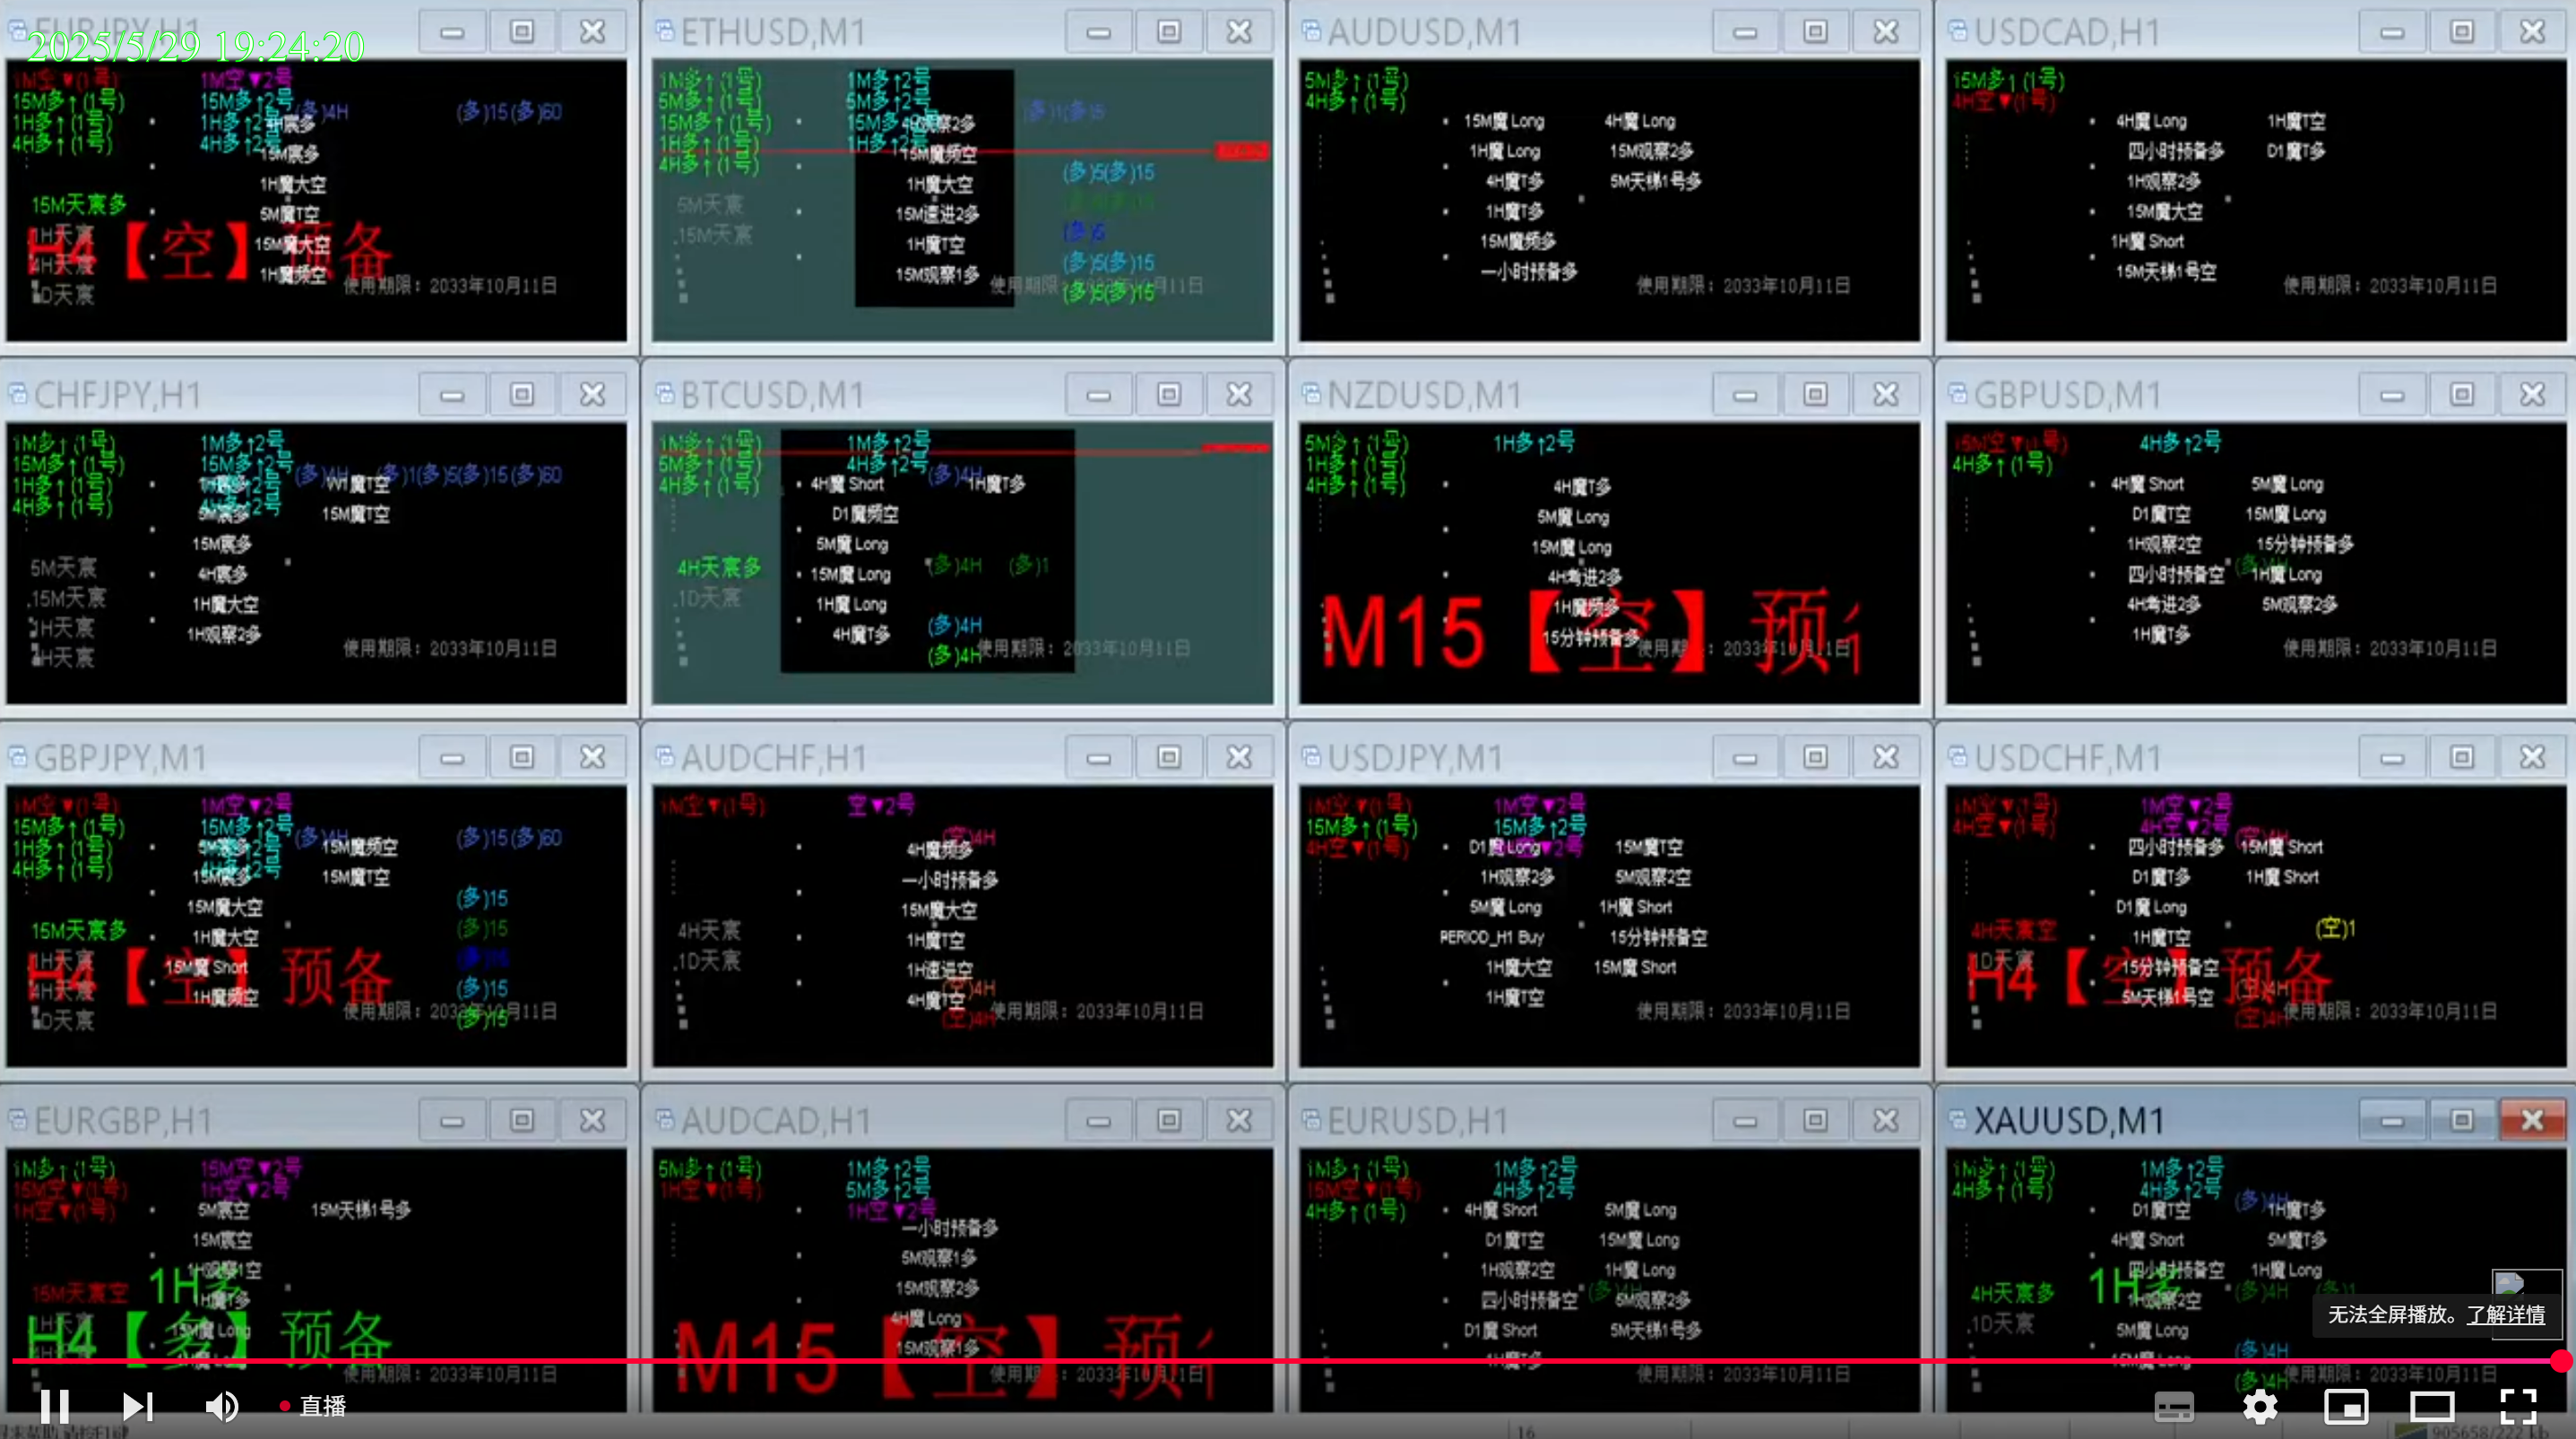 EURJPY,H1
2025/5/29 19:24:20
1M空▼(1号) 1M空▼2号
15M多↑(1号) 15M多↑2号 (多)4H (多)15(多)60
1H多↑(1号) 1H多↑2号
4H多↑(1号) 4H多↑2号
4H宸多
15M宸多
1H魔大空
15M天宸多
5M魔T空
1H天宸
15M魔大空
H4【空】预备
4H天宸
1H魔频空
1D天宸
使用期限：2033年10月11日
ETHUSD,M1
1M多↑(1号) 1M多↑2号
5M多↑(1号) 5M多↑2号
15M多↑(1号) 15M多↑2号
1H多↑(1号) 1H多↑2号
4H多↑(1号)
4H观察2多
15M魔频空
(多)5(多)15
1H魔大空
5M天宸
15M速进2多
15M天宸
(多)5
1H魔T空
(多)5(多)15
15M观察1多
使用期限：2033年10月11日
(多)5(多)15
AUDUSD,M1
5M多↑(1号)
4H多↑(1号)
15M魔 Long 4H魔 Long
1H魔 Long 15M观察2多
4H魔T多 5M天梯1号多
1H魔T多
15M魔频多
一小时预备多
使用期限：2033年10月11日
USDCAD,H1
15M多↑(1号)
4H空▼(1号)
4H魔 Long 1H魔T空
四小时预备多 D1魔T多
1H观察2多
15M魔大空
1H魔 Short
15M天梯1号空
使用期限：2033年10月11日
CHFJPY,H1
1M多↑(1号) 1M多↑2号
15M多↑(1号) 15M多↑2号
1H多↑(1号) (多)4H (多)1(多)5(多)15(多)60
4H多↑(1号) 4H多↑2号
W1魔T空
5M宸多 15M魔T空
15M宸多
5M天宸
4H宸多
.15M天宸
1H魔大空
1H天宸
1H观察2多
4H天宸
使用期限：2033年10月11日
BTCUSD,M1
1M多↑(1号) 1M多↑2号
5M多↑(1号) 4H多↑2号
4H多↑(1号) (多)4H
4H魔 Short 1H魔T多
D1魔频空
5M魔 Long
4H天宸多 (多)4H (多)1
15M魔 Long
.1D天宸
1H魔 Long
(多)4H
4H魔T多
(多)4H
使用期限：2033年10月11日
NZDUSD,M1
5M多↑(1号) 1H多↑2号
1H多↑(1号)
4H多↑(1号)
4H魔T多
5M魔 Long
15M魔 Long
4H考进2多
1H魔频多
M15【空】预
15分钟预备多
使用期限：2033年10月11日
GBPUSD,M1
15M空▼(1号) 4H多↑2号
4H多↑(1号)
4H魔 Short 5M魔 Long
D1魔T空 15M魔 Long
1H观察2空 15分钟预备多
四小时预备空 1H魔 Long
4H考进2多 5M观察2多
1H魔T多
使用期限：2033年10月11日
GBPJPY,M1
1M空▼(1号) 1M空▼2号
15M多↑(1号) 15M多↑2号 (多)4H (多)15(多)60
1H多↑(1号)
4H多↑(1号) 4H多↑2号
5M宸多 15M魔频空
15M宸多 15M魔T空
(多)15
15M魔大空
15M天宸多 (多)15
1H魔大空
1H天宸 (多)15
15M魔 Short
H4【空】预备
4H天宸 (多)15
1H魔频空
1D天宸 (多)15
使用期限：2033年10月11日
AUDCHF,H1
1M空▼(1号) 空▼2号
(空)4H
4H魔频多
一小时预备多
15M魔大空
4H天宸
1H魔T空
.1D天宸
1H速进空
(空)4H
4H魔T空
(空)4H
使用期限：2033年10月11日
USDJPY,M1
1M空▼(1号) 1M空▼2号
15M多↑(1号) 15M多↑2号
4H空▼(1号)
D1魔 Long 15M魔T空
1H观察2多 5M观察2空
5M魔 Long 1H魔 Short
PERIOD_H1 Buy 15分钟预备空
1H魔大空 15M魔 Short
1H魔T空
使用期限：2033年10月11日
USDCHF,M1
1M空▼(1号) 1M空▼2号
4H空▼(1号) 4H空▼2号
(空)4H
四小时预备多 15M魔 Short
D1魔T多 1H魔 Short
D1魔 Long
4H天宸空 (空)1
1H魔T空
1D天宸
15分钟预备空
H4【空】预备
5M天梯1号空
(空)4H
(空)4H
使用期限：2033年10月11日
EURGBP,H1
1M多↑(1号) 15M空▼2号
15M空▼(1号) 1H空▼2号
1H空▼(1号)
5M宸空 15M天梯1号多
15M宸空
1H观察1空
1H多
15M天宸空
1H魔T多
1H天宸
15M魔 Long
H4【多】预备
使用期限：2033年10月11日
AUDCAD,H1
5M多↑(1号) 1M多↑2号
1H空▼(1号) 5M多↑2号
1H空▼2号
一小时预备多
5M观察1多
15M观察2多
4H魔 Long
15M观察1多
M15【空】预
使用期限：2033年10月11日
EURUSD,H1
1M多↑(1号) 1M多↑2号
15M空▼(1号) 4H多↑2号
4H多↑(1号)
4H魔 Short 5M魔 Long
D1魔T空 15M魔 Long
1H观察2空 1H魔 Long
四小时预备空 5M观察2多
D1魔 Short 5M天梯1号多
1H魔T多
使用期限：2033年10月11日
XAUUSD,M1
1M多↑(1号) 1M多↑2号
4H多↑(1号) 4H多↑2号
(多)4H
D1魔T空 1H魔T多
4H魔 Short 5M魔T多
四小时预备空 1H魔 Long
1H多
4H天宸多 (多)4H (多)1
1H观察2空
.1D天宸
5M魔 Long
(多)4H
15M魔 Long
(多)4H
使用期限：2033年10月11日
无法全屏播放。了解详情
直播
16
905658/222 kb